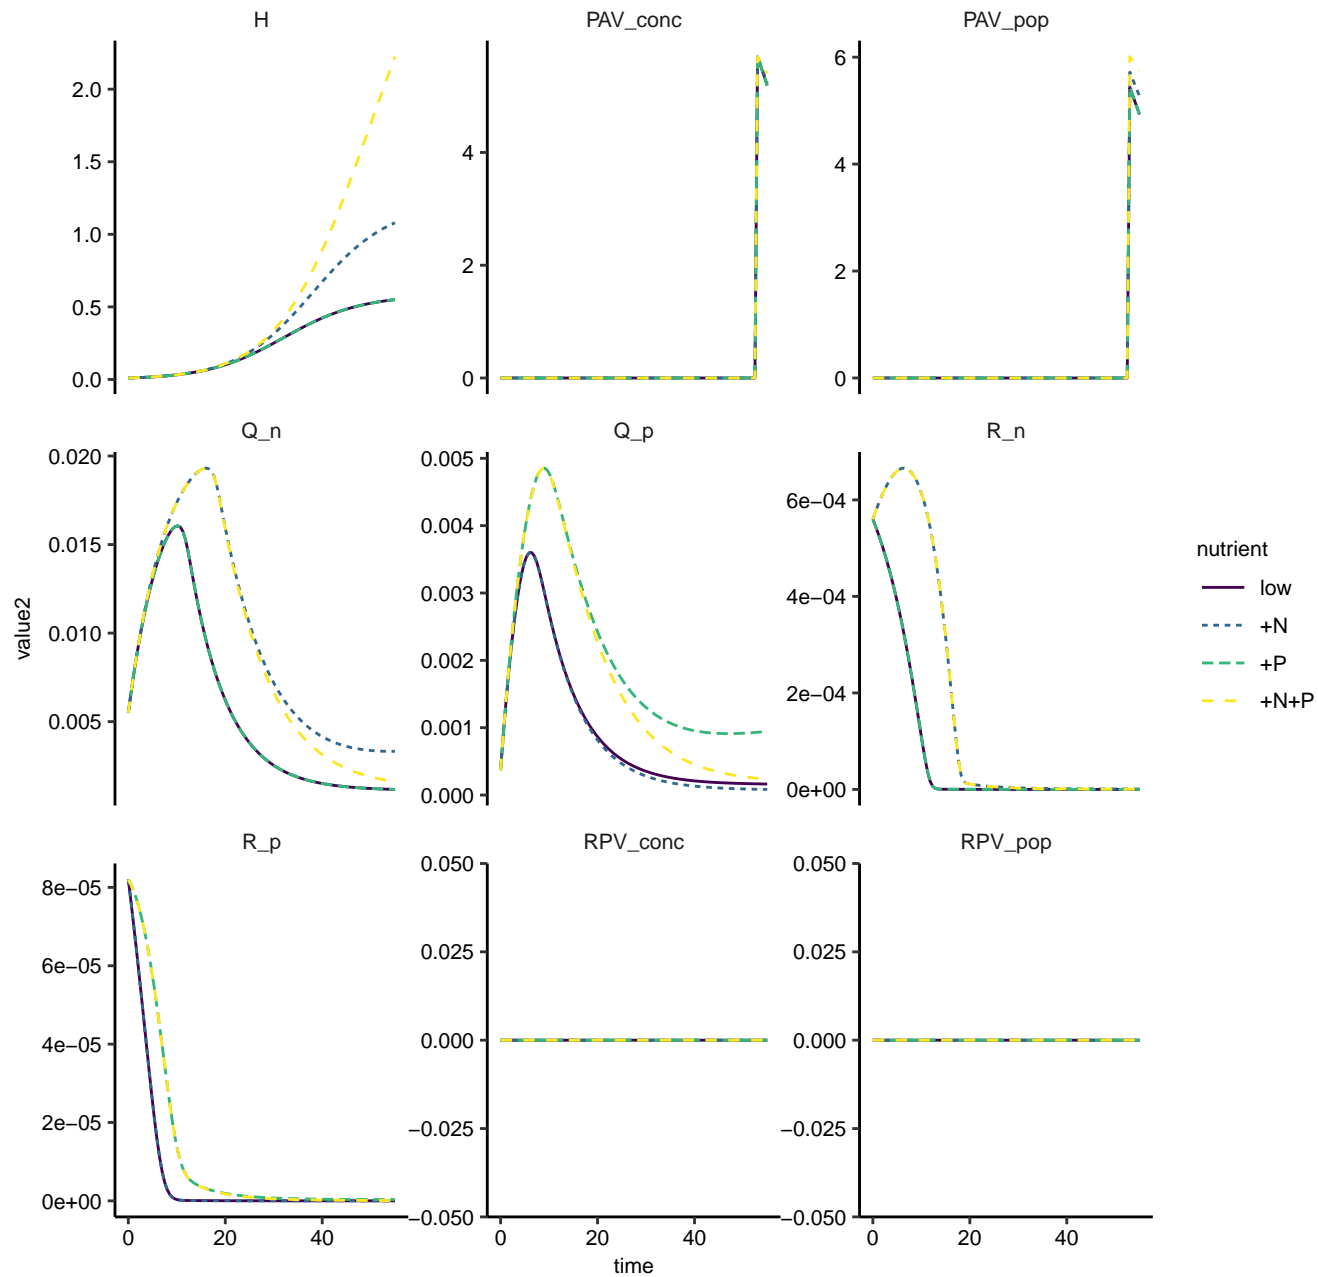 H
PAV_conc
PAV_pop
2.0
1.5
1.0
0.5
0.0
4
2
0
6
4
2
0
Q_n
Q_p
R_n
0.020
0.015
0.010
0.005
0.005
0.004
0.003
0.002
0.001
0.000
6e−04
4e−04
2e−04
0e+00
R_p
RPV_conc
RPV_pop
8e−05
6e−05
4e−05
2e−05
0e+00
0.050
0.025
0.000
−0.025
−0.050
0.050
0.025
0.000
−0.025
−0.050
0 20 40
0 20 40
0 20 40
time
value2
nutrient
low
+N
+P
+N+P